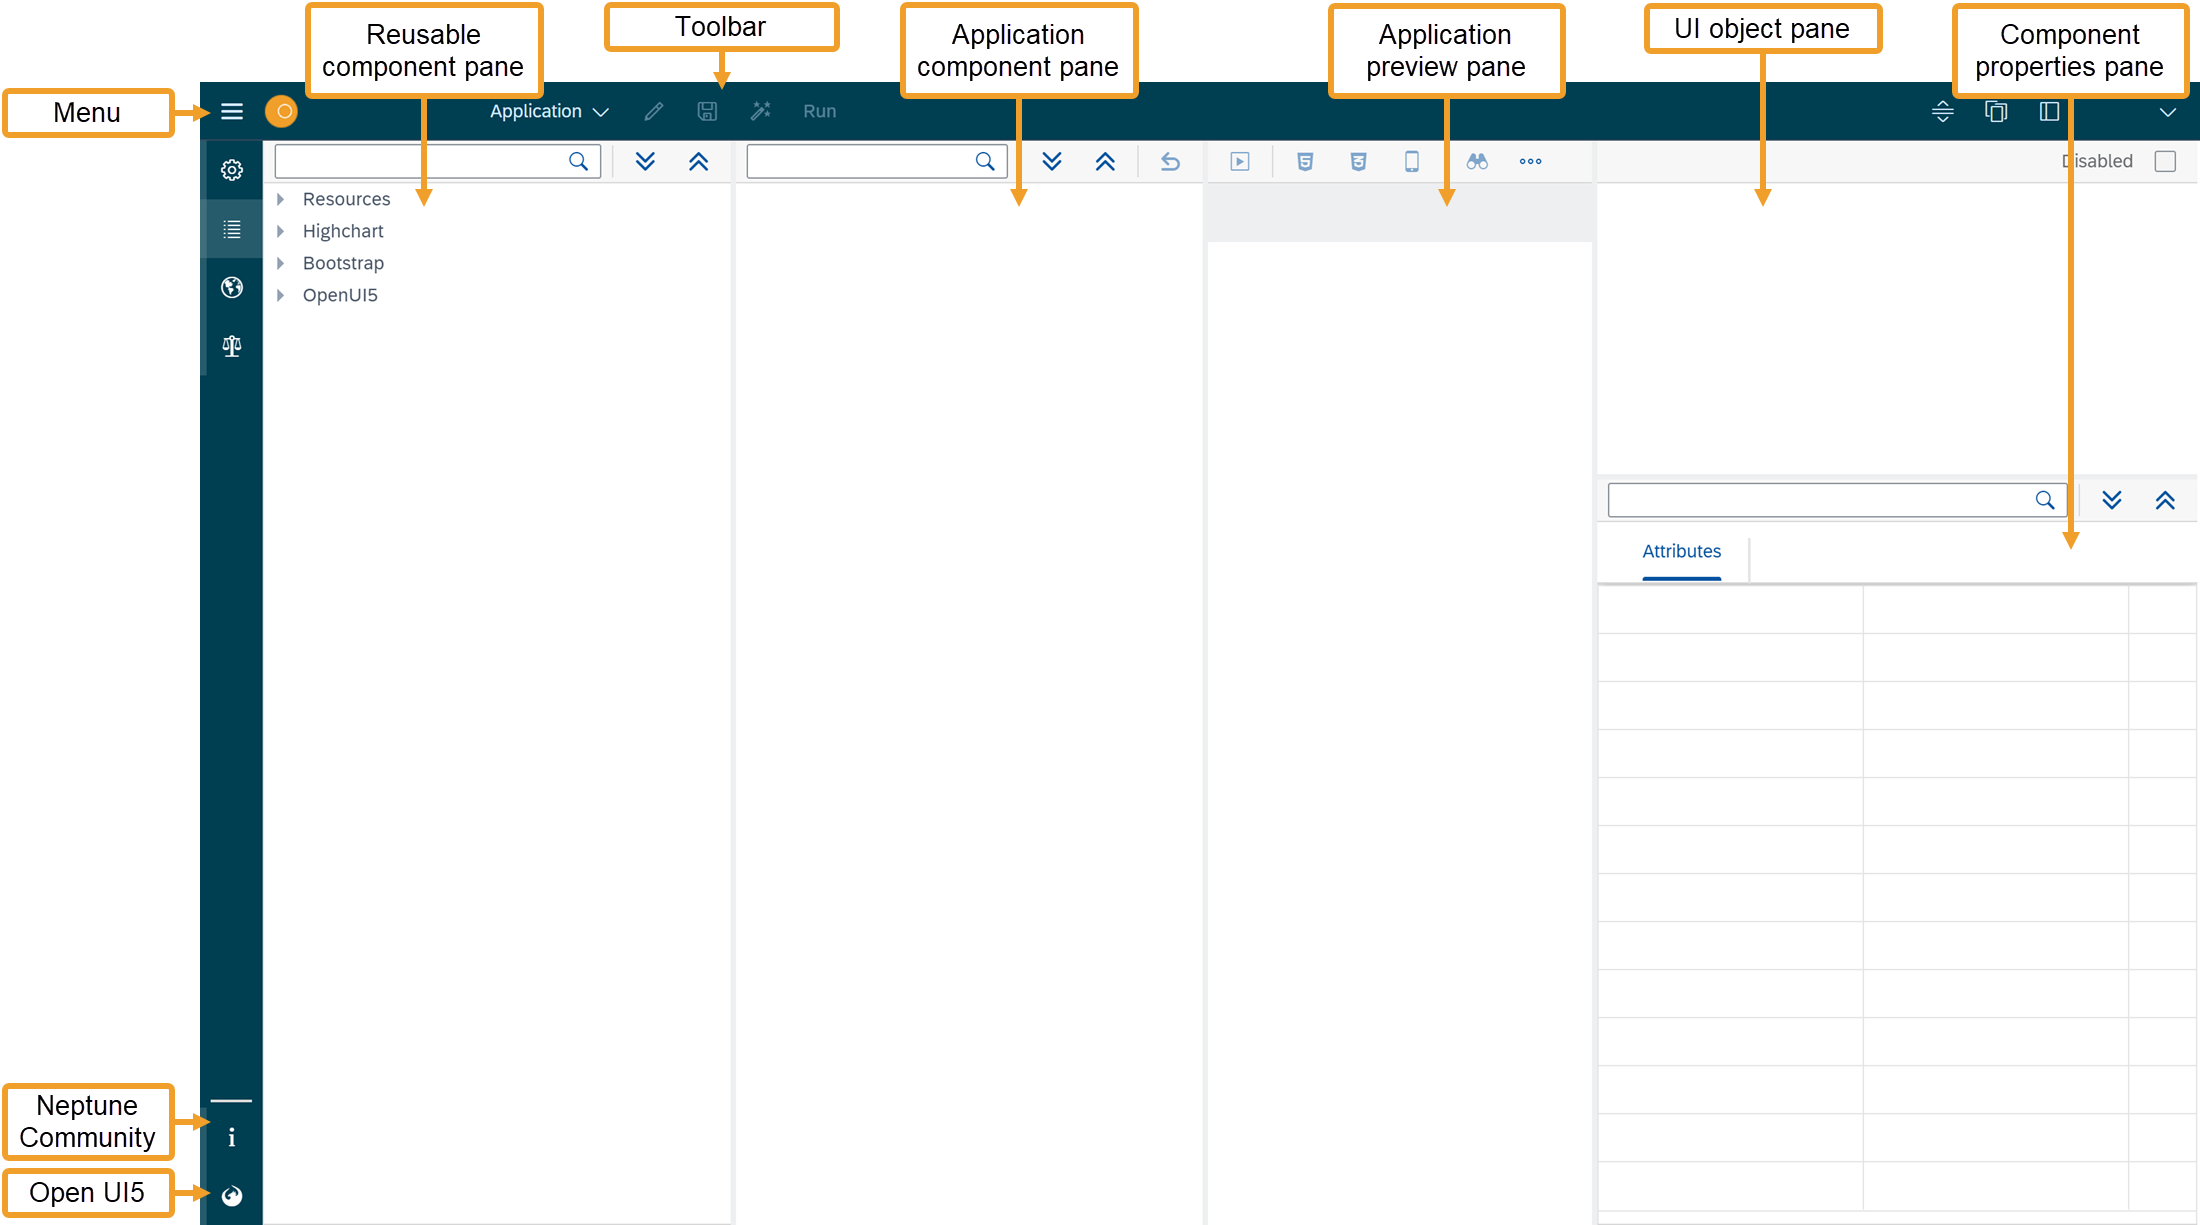 Reusable
component pane
Toolbar
Application
component pane
Application
preview pane
UI object pane
Component
properties pane
Menu
Application
Run
Disabled
Resources
Highchart
Bootstrap
OpenUI5
Attributes
Neptune
Community
Open UI5